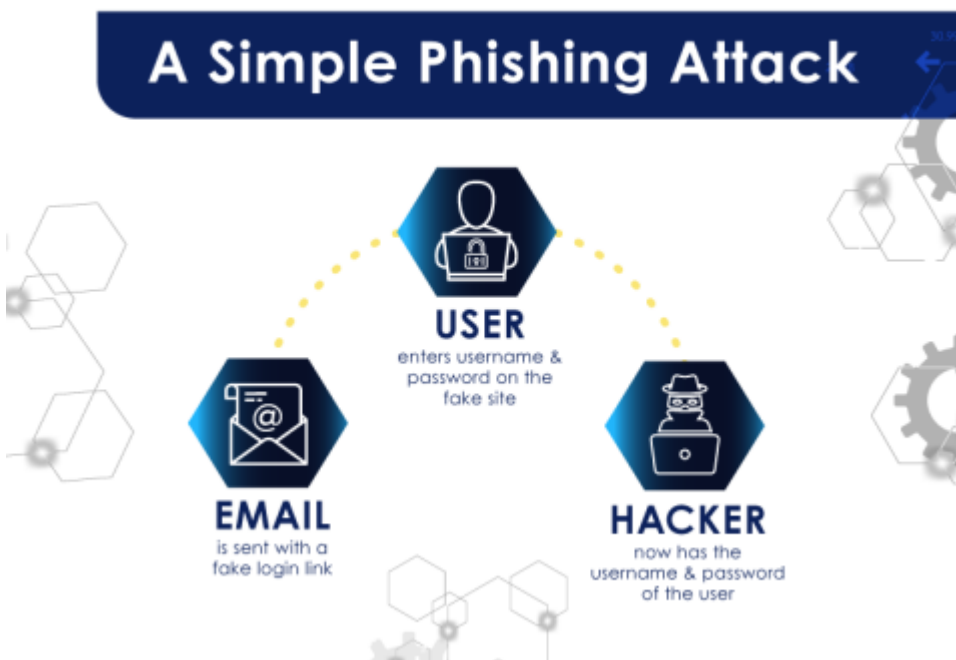 A Simple Phishing Attack
USER
enters username &
password on the
fake site
EMAIL
is sent with a
fake login link
HACKER
now has the
username & password
of the user